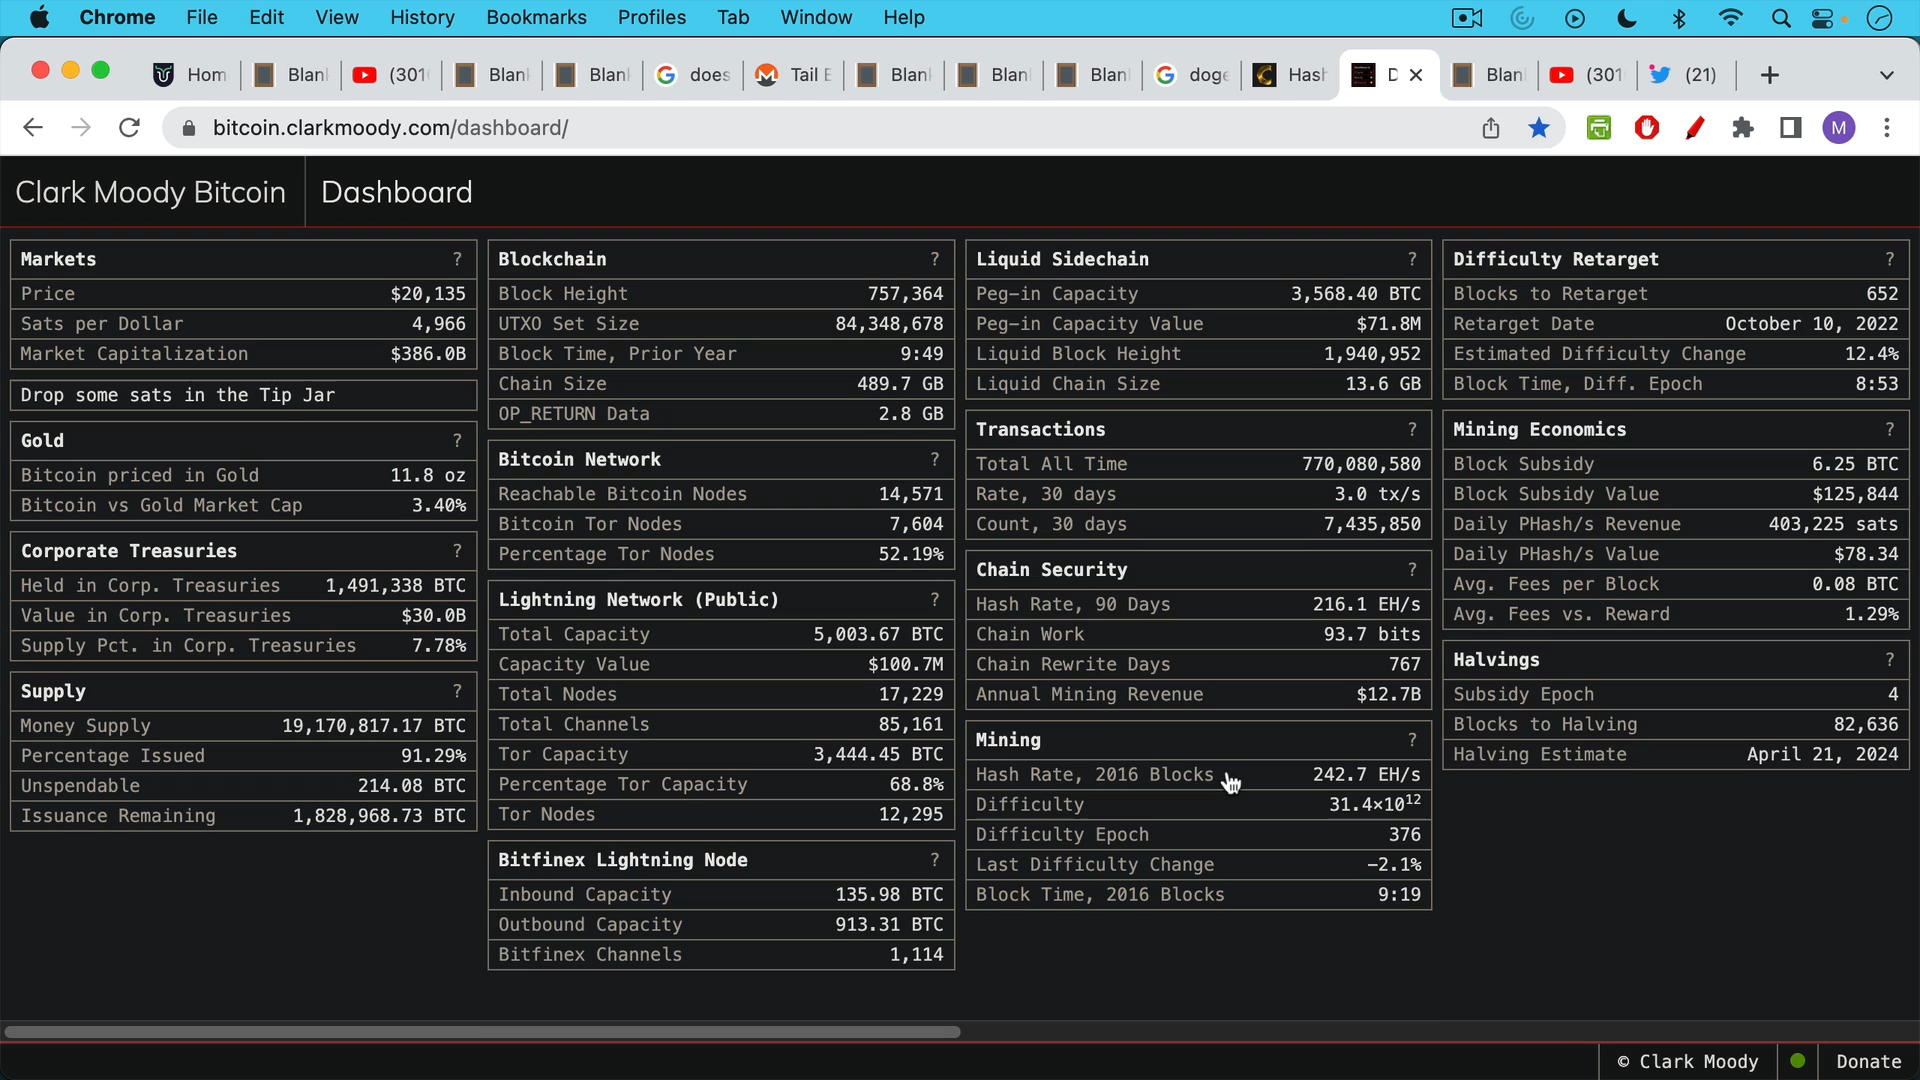 Chrome File Edit View History Bookmarks Profiles Tab Window Help
Hom Blan (301 Blan Blan does Tail E Blan Blan Blan doge Hash D Blan (301 (21)
bitcoin.clarkmoody.com/dashboard/ M
Clark Moody Bitcoin Dashboard
Markets ?
Price $20,135
Sats per Dollar 4,966
Market Capitalization $386.0B
Drop some sats in the Tip Jar
Gold ?
Bitcoin priced in Gold 11.8 oz
Bitcoin vs Gold Market Cap 3.40%
Corporate Treasuries ?
Held in Corp. Treasuries 1,491,338 BTC
Value in Corp. Treasuries $30.0B
Supply Pct. in Corp. Treasuries 7.78%
Supply ?
Money Supply 19,170,817.17 BTC
Percentage Issued 91.29%
Unspendable 214.08 BTC
Issuance Remaining 1,828,968.73 BTC
Blockchain ?
Block Height 757,364
UTXO Set Size 84,348,678
Block Time, Prior Year 9:49
Chain Size 489.7 GB
OP_RETURN Data 2.8 GB
Bitcoin Network ?
Reachable Bitcoin Nodes 14,571
Bitcoin Tor Nodes 7,604
Percentage Tor Nodes 52.19%
Lightning Network (Public) ?
Total Capacity 5,003.67 BTC
Capacity Value $100.7M
Total Nodes 17,229
Total Channels 85,161
Tor Capacity 3,444.45 BTC
Percentage Tor Capacity 68.8%
Tor Nodes 12,295
Bitfinex Lightning Node ?
Inbound Capacity 135.98 BTC
Outbound Capacity 913.31 BTC
Bitfinex Channels 1,114
Liquid Sidechain ?
Peg-in Capacity 3,568.40 BTC
Peg-in Capacity Value $71.8M
Liquid Block Height 1,940,952
Liquid Chain Size 13.6 GB
Transactions ?
Total All Time 770,080,580
Rate, 30 days 3.0 tx/s
Count, 30 days 7,435,850
Chain Security ?
Hash Rate, 90 Days 216.1 EH/s
Chain Work 93.7 bits
Chain Rewrite Days 767
Annual Mining Revenue $12.7B
Mining ?
Hash Rate, 2016 Blocks 242.7 EH/s
Difficulty 31.4×10¹²
Difficulty Epoch 376
Last Difficulty Change −2.1%
Block Time, 2016 Blocks 9:19
Difficulty Retarget ?
Blocks to Retarget 652
Retarget Date October 10, 2022
Estimated Difficulty Change 12.4%
Block Time, Diff. Epoch 8:53
Mining Economics ?
Block Subsidy 6.25 BTC
Block Subsidy Value $125,844
Daily PHash/s Revenue 403,225 sats
Daily PHash/s Value $78.34
Avg. Fees per Block 0.08 BTC
Avg. Fees vs. Reward 1.29%
Halvings ?
Subsidy Epoch 4
Blocks to Halving 82,636
Halving Estimate April 21, 2024
© Clark Moody Donate